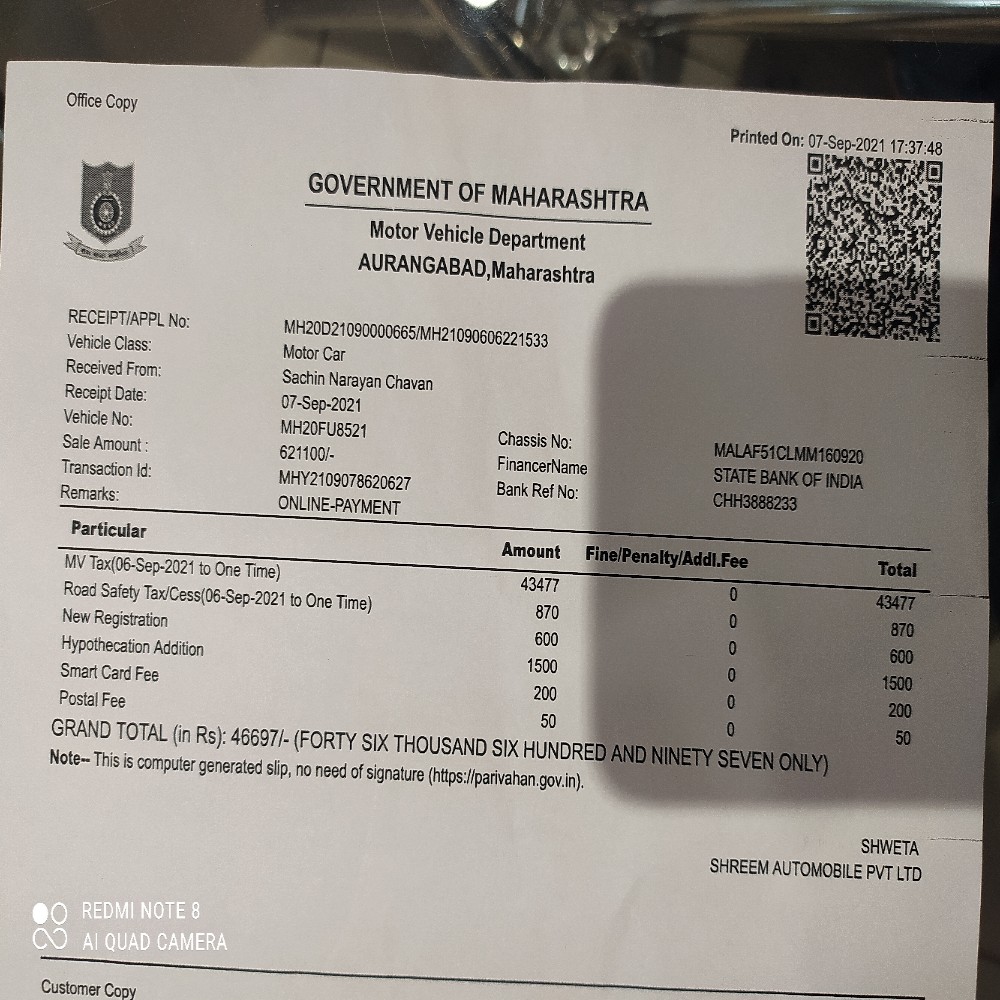 Office Copy
Printed On: 07-Sep-2021 17:37:48
GOVERNMENT OF MAHARASHTRA
Motor Vehicle Department
AURANGABAD,Maharashtra
RECEIPT/APPL No: MH20D21090000665/MH21090606221533
Vehicle Class: Motor Car
Received From: Sachin Narayan Chavan
Receipt Date: 07-Sep-2021
Vehicle No: MH20FU8521 Chassis No: MALAF51CLMM160920
Sale Amount : 621100/- FinancerName STATE BANK OF INDIA
Transaction Id: MHY2109078620627 Bank Ref No: CHH3888233
Remarks: ONLINE-PAYMENT
Particular Amount Fine/Penalty/Addl.Fee Total
MV Tax(06-Sep-2021 to One Time) 43477 0 43477
Road Safety Tax/Cess(06-Sep-2021 to One Time) 870 0 870
New Registration 600 0 600
Hypothecation Addition 1500 0 1500
Smart Card Fee 200 0 200
Postal Fee 50 0 50
GRAND TOTAL (in Rs): 46697/- (FORTY SIX THOUSAND SIX HUNDRED AND NINETY SEVEN ONLY)
Note-- This is computer generated slip, no need of signature (https://parivahan.gov.in).
SHWETA
SHREEM AUTOMOBILE PVT LTD
REDMI NOTE 8
AI QUAD CAMERA
Customer Copy